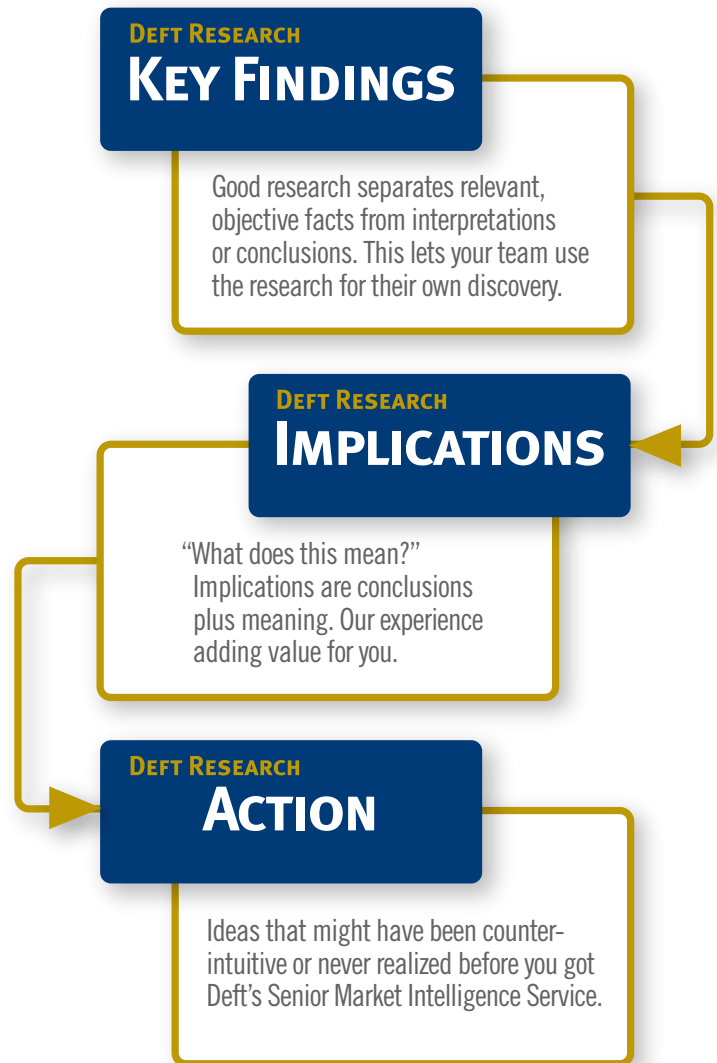 DEFT RESEARCH
KEY FINDINGS
Good research separates relevant,
objective facts from interpretations
or conclusions. This lets your team use
the research for their own discovery.
DEFT RESEARCH
IMPLICATIONS
“What does this mean?”
Implications are conclusions
plus meaning. Our experience
adding value for you.
DEFT RESEARCH
ACTION
Ideas that might have been counter-
intuitive or never realized before you got
Deft’s Senior Market Intelligence Service.